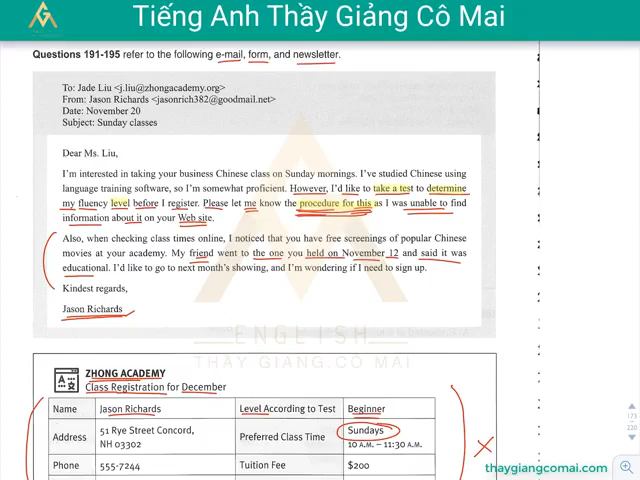 Tiếng Anh Thầy Giảng Cô Mai
Questions 191-195 refer to the following e-mail, form, and newsletter.
To: Jade Liu <j.liu@zhongacademy.org>
From: Jason Richards <jasonrich382@goodmail.net>
Date: November 20
Subject: Sunday classes
Dear Ms. Liu,
I'm interested in taking your business Chinese class on Sunday mornings. I've studied Chinese using
language training software, so I'm somewhat proficient. However, I'd like to take a test to determine
my fluency level before I register. Please let me know the procedure for this as I was unable to find
information about it on your Web site.
Also, when checking class times online, I noticed that you have free screenings of popular Chinese
movies at your academy. My friend went to the one you held on November 12 and said it was
educational. I'd like to go to next month's showing, and I'm wondering if I need to sign up.
Kindest regards,
Jason Richards
ENGLISH
THẦY GIẢNG.CÔ MAI
ZHONG ACADEMY
Class Registration for December
Name Jason Richards Level According to Test Beginner
Address 51 Rye Street Concord, NH 03302 Preferred Class Time Sundays 10 A.M. – 11:30 A.M.
Phone 555-7244 Tuition Fee $200
173
220
thaygiangcomai.com